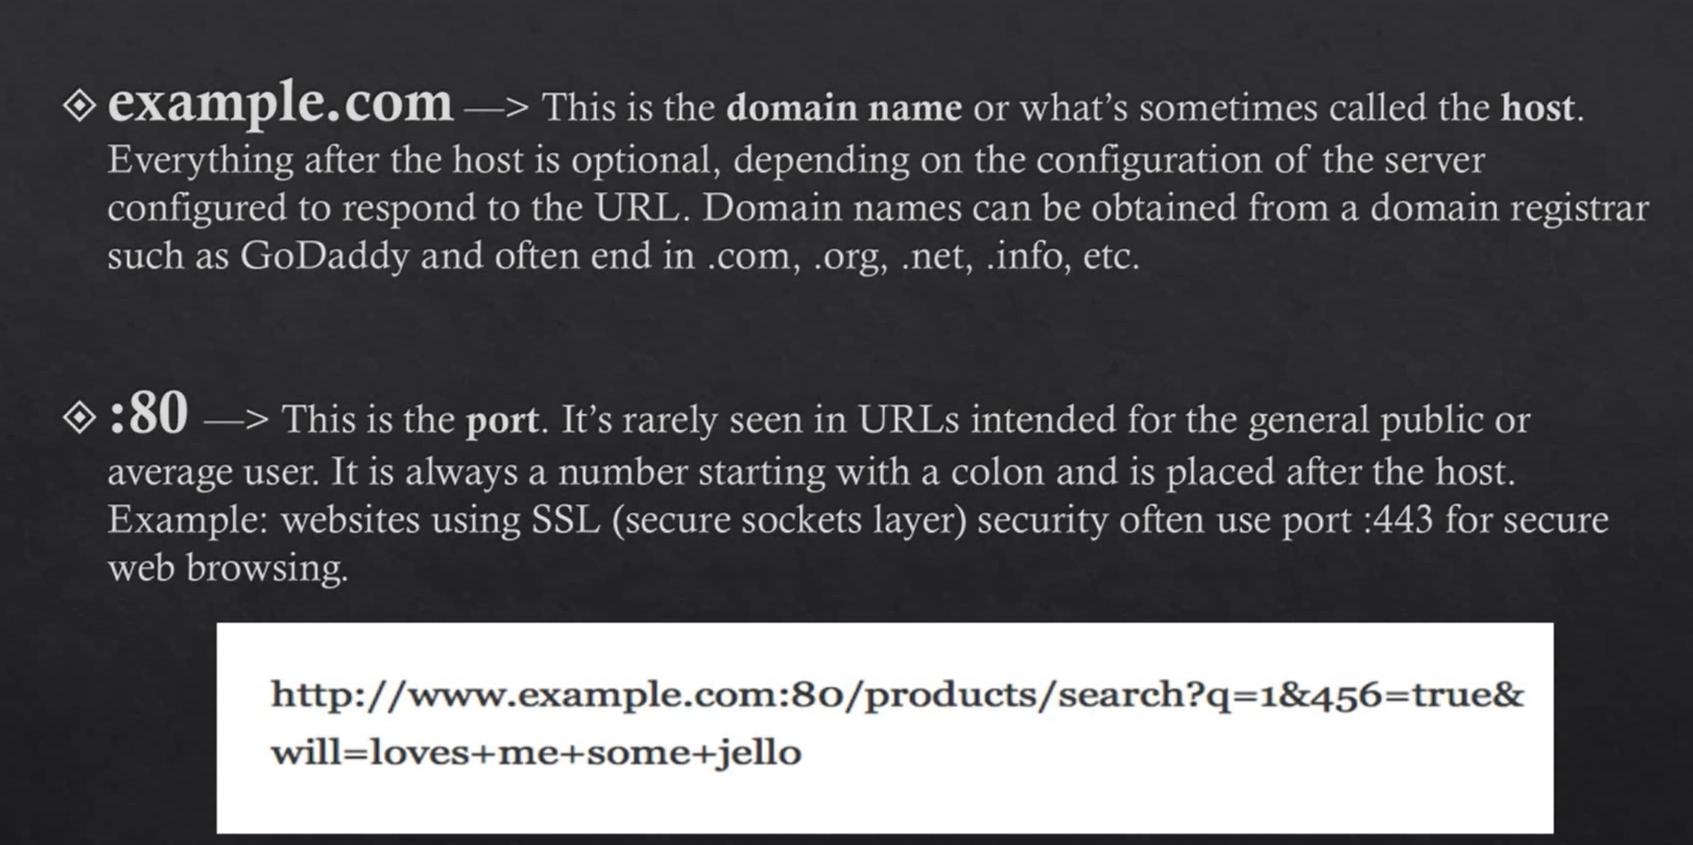 example.com —> This is the domain name or what's sometimes called the host.
Everything after the host is optional, depending on the configuration of the server
configured to respond to the URL. Domain names can be obtained from a domain registrar
such as GoDaddy and often end in .com, .org, .net, .info, etc.
:80 —> This is the port. It's rarely seen in URLs intended for the general public or
average user. It is always a number starting with a colon and is placed after the host.
Example: websites using SSL (secure sockets layer) security often use port :443 for secure
web browsing.
http://www.example.com:80/products/search?q=1&456=true&
will=loves+me+some+jello